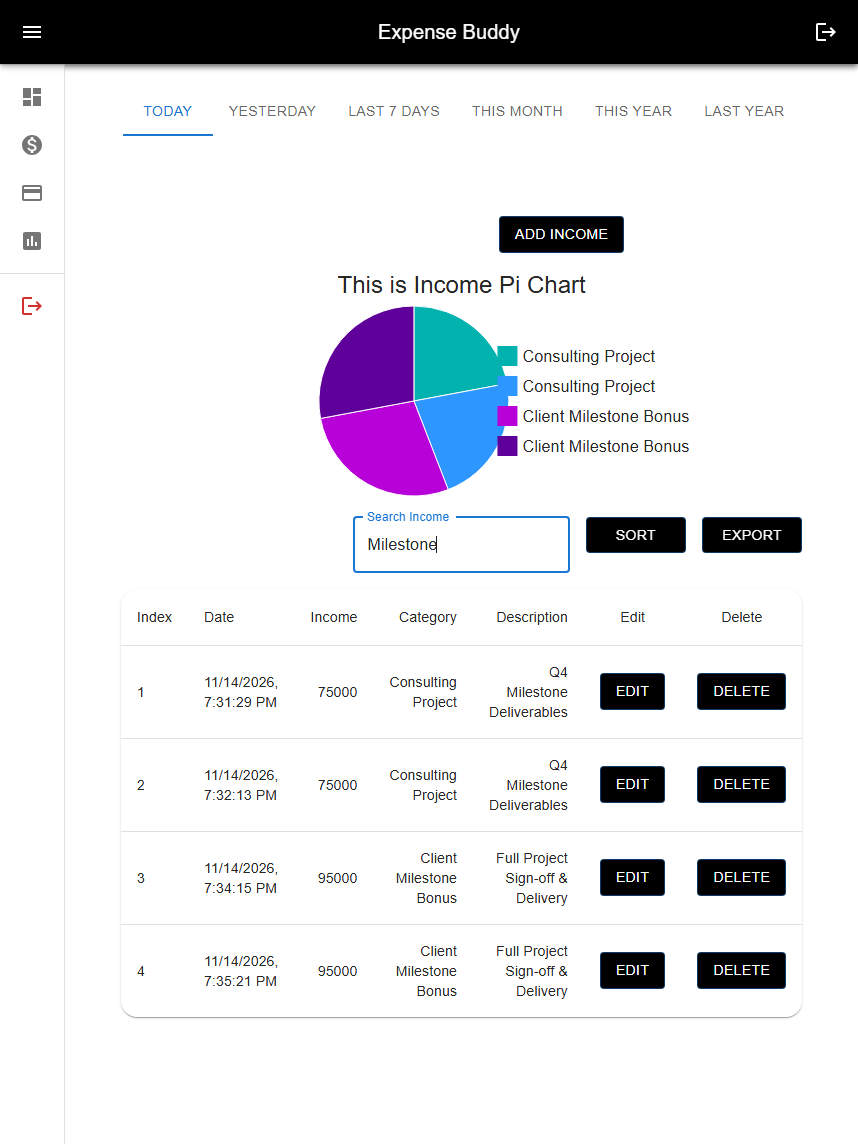 Expense Buddy
TODAY YESTERDAY LAST 7 DAYS THIS MONTH THIS YEAR LAST YEAR
ADD INCOME
This is Income Pi Chart
Consulting Project
Consulting Project
Client Milestone Bonus
Client Milestone Bonus
Search Income
Milestone
SORT EXPORT
Index Date Income Category Description Edit Delete
1 11/14/2026, 7:31:29 PM 75000 Consulting Project Q4 Milestone Deliverables EDIT DELETE
2 11/14/2026, 7:32:13 PM 75000 Consulting Project Q4 Milestone Deliverables EDIT DELETE
3 11/14/2026, 7:34:15 PM 95000 Client Milestone Bonus Full Project Sign-off & Delivery EDIT DELETE
4 11/14/2026, 7:35:21 PM 95000 Client Milestone Bonus Full Project Sign-off & Delivery EDIT DELETE